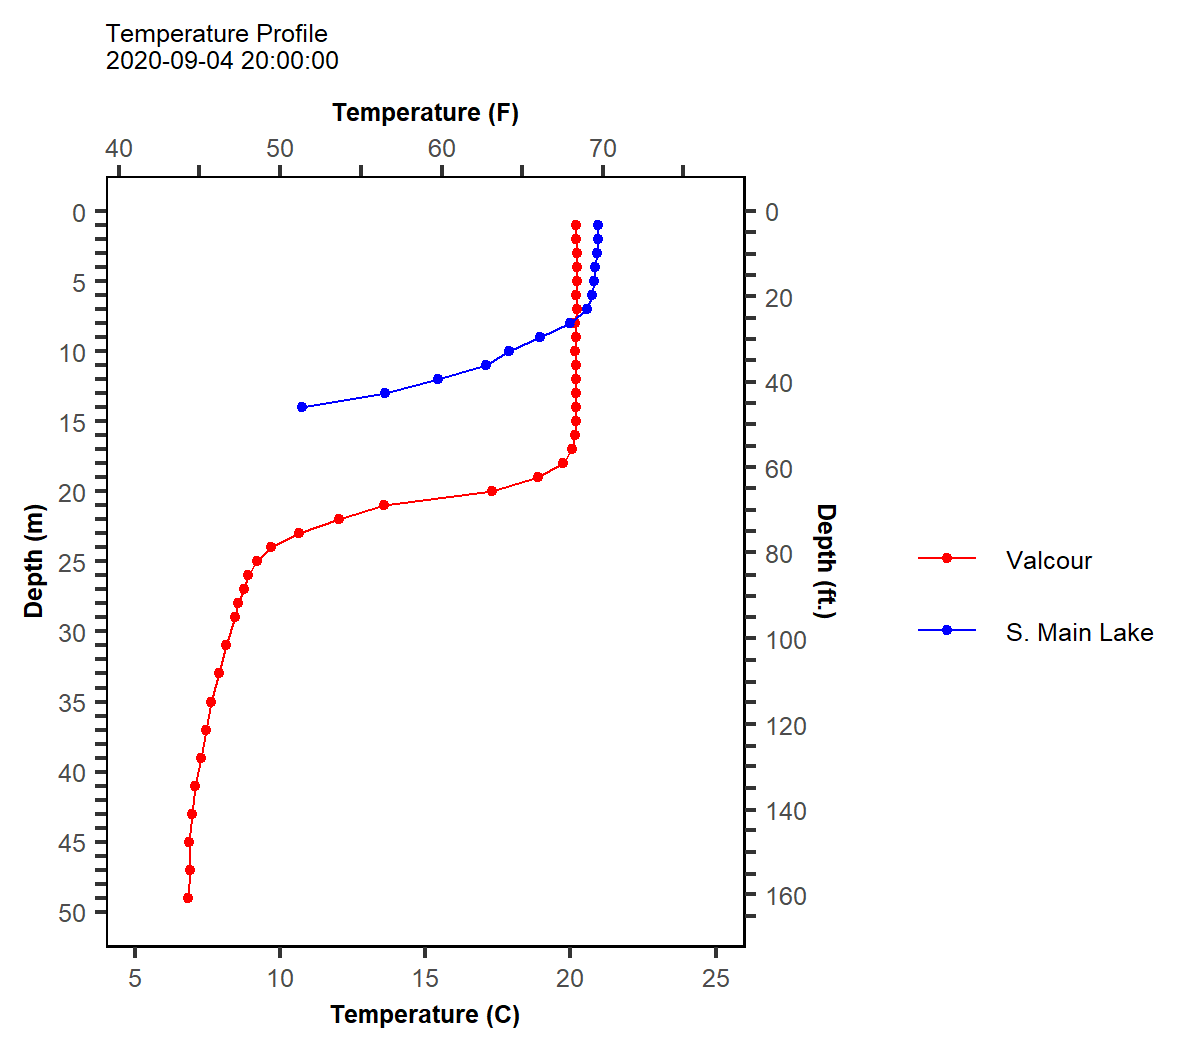 Temperature Profile
2020-09-04 20:00:00
Temperature (F)
40 50 60 70
0 0
5
20
10
40
15
60
20
80
25
30
100
35
120
40
140
45
160
50
Depth (m)
Depth (ft.)
Valcour
S. Main Lake
5 10 15 20 25
Temperature (C)